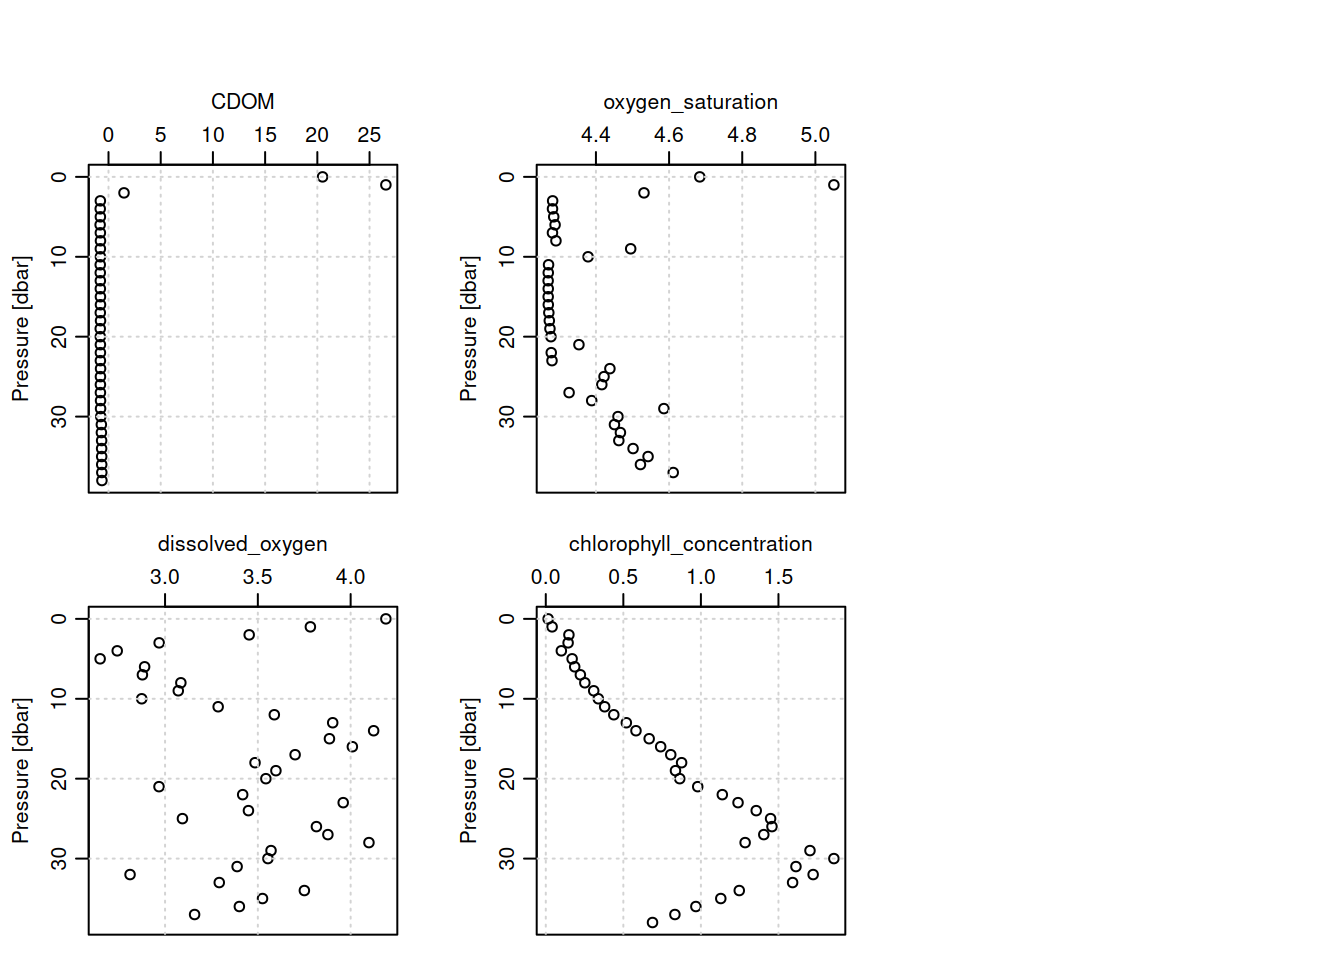 CDOM
0 5 10 15 20 25
Pressure [dbar]
0 10 20 30
oxygen_saturation
4.4 4.6 4.8 5.0
Pressure [dbar]
0 10 20 30
dissolved_oxygen
3.0 3.5 4.0
Pressure [dbar]
0 10 20 30
chlorophyll_concentration
0.0 0.5 1.0 1.5
Pressure [dbar]
0 10 20 30